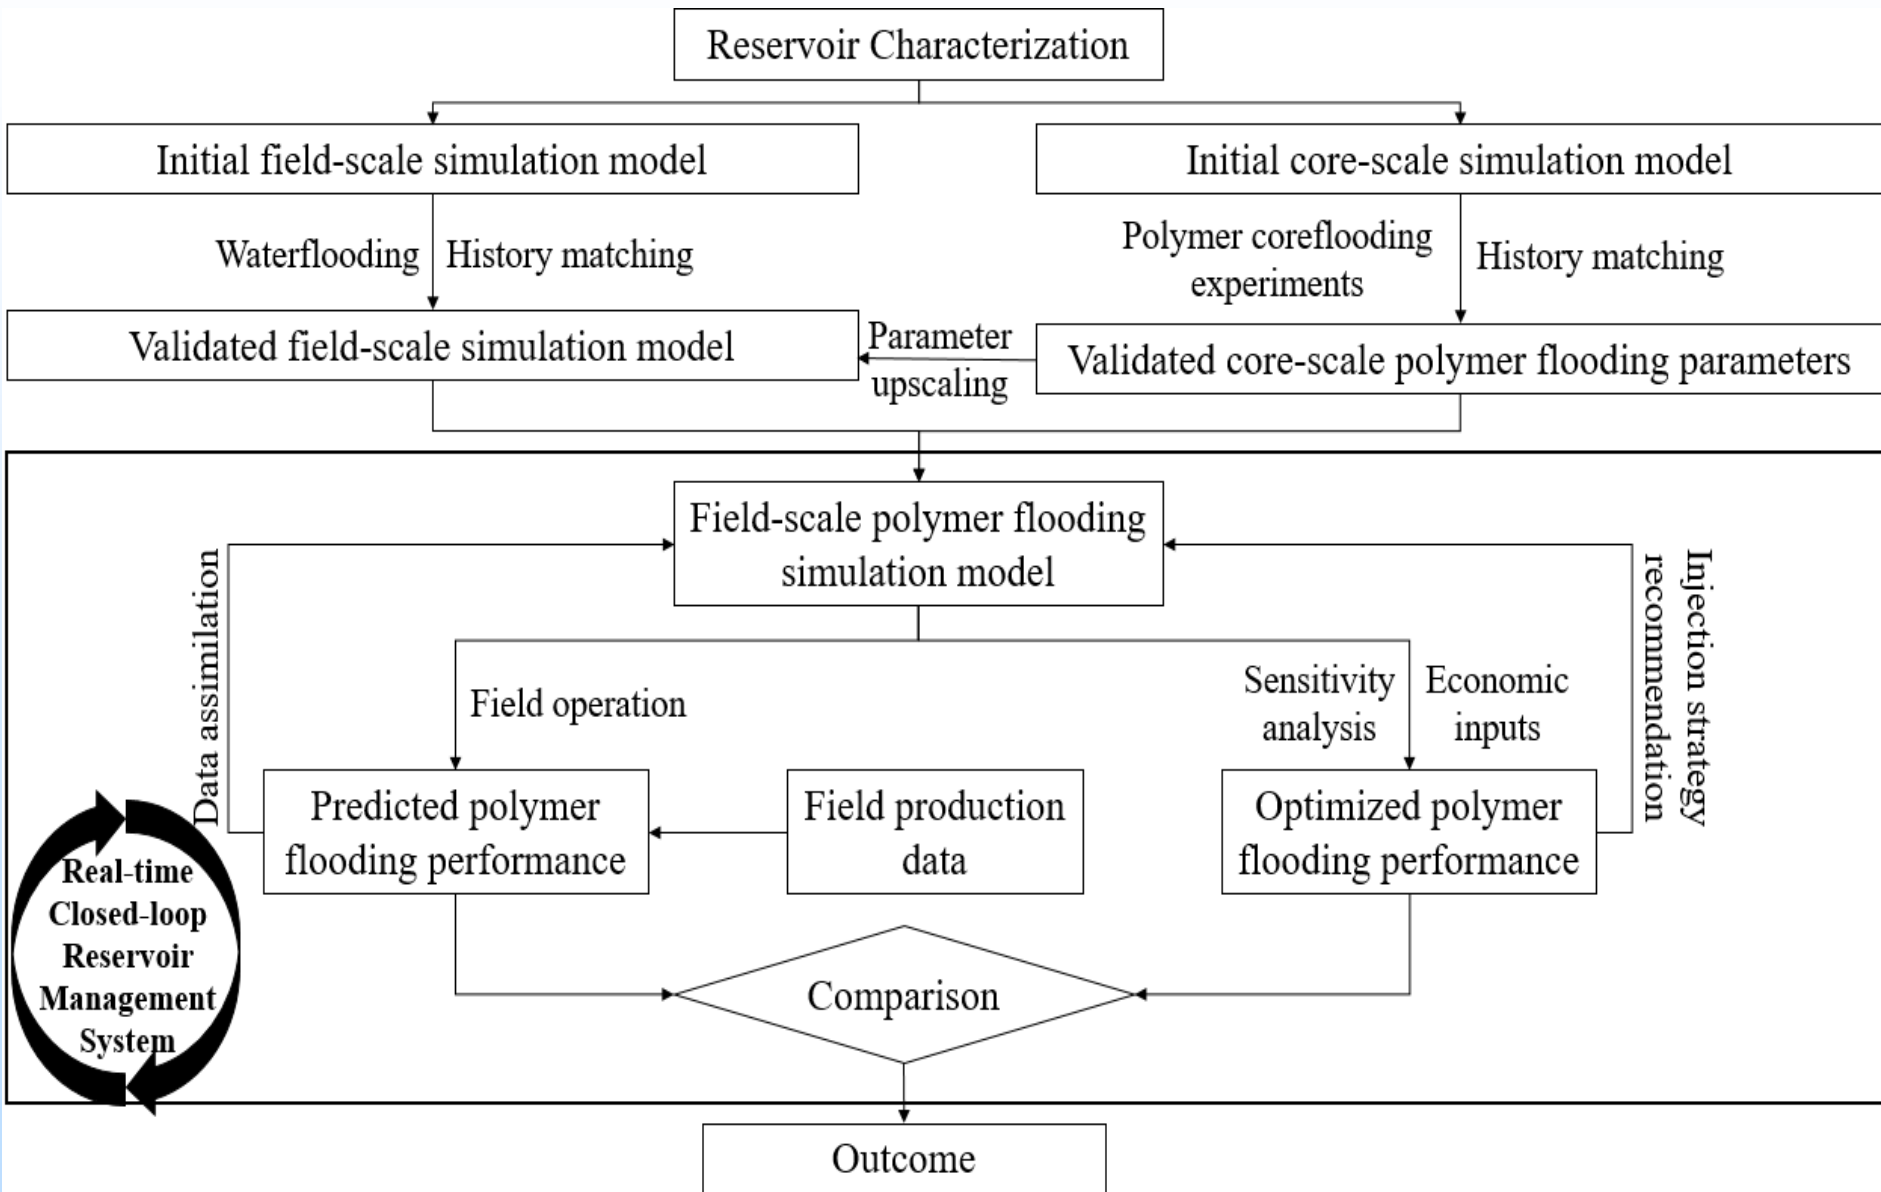 Reservoir Characterization
Initial field-scale simulation model
Initial core-scale simulation model
Waterflooding
History matching
Polymer coreflooding
experiments
History matching
Validated field-scale simulation model
Parameter
upscaling
Validated core-scale polymer flooding parameters
Field-scale polymer flooding
simulation model
Data assimilation
Injection strategy
recommendation
Field operation
Sensitivity
analysis
Economic
inputs
Predicted polymer
flooding performance
Field production
data
Optimized polymer
flooding performance
Real-time
Closed-loop
Reservoir
Management
System
Comparison
Outcome